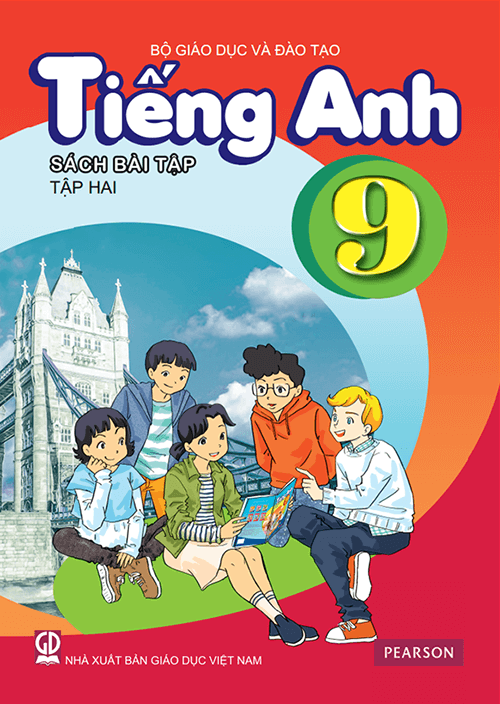 BỘ GIÁO DỤC VÀ ĐÀO TẠO
Tiếng Anh
SÁCH BÀI TẬP
TẬP HAI
9
GD
NHÀ XUẤT BẢN GIÁO DỤC VIỆT NAM
PEARSON